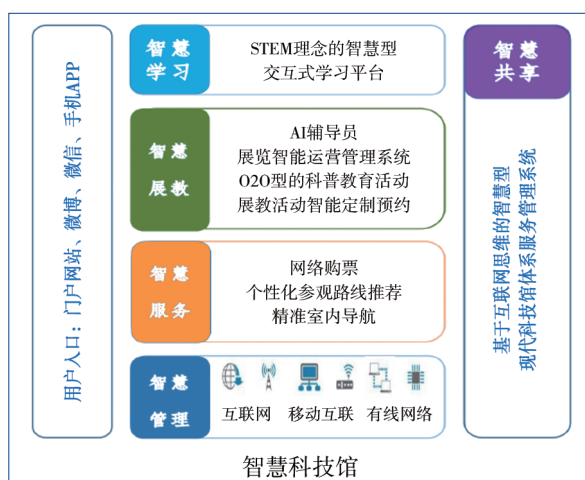 用户入口：门户网站、微博、微信、手机APP
智慧
学习
STEM理念的智慧型
交互式学习平台
智慧
展教
AI辅导员
展览智能运营管理系统
O2O型的科普教育活动
展教活动智能定制预约
智慧
服务
网络购票
个性化参观路线推荐
精准室内导航
智慧
管理
互联网 移动互联 有线网络
智慧
共享
基于互联网思维的智慧型
现代科技馆体系服务管理系统
智慧科技馆